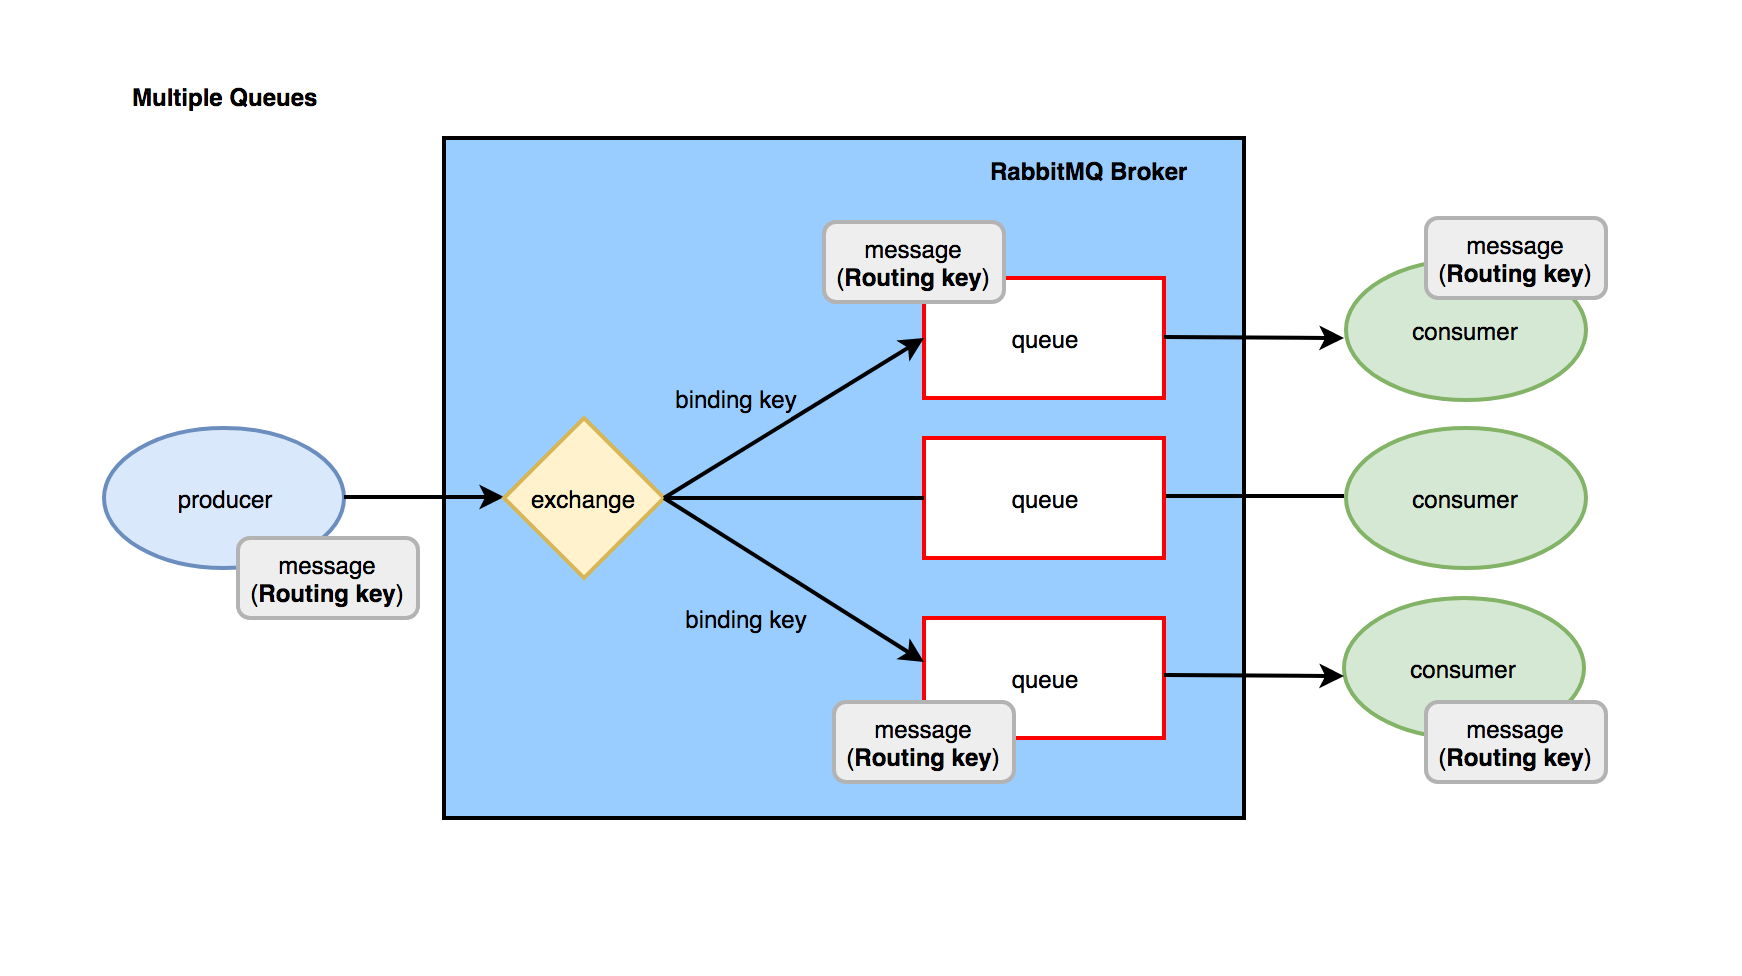 Multiple Queues
RabbitMQ Broker
message
(Routing key)
message
(Routing key)
queue
consumer
binding key
producer
exchange
queue
consumer
message
(Routing key)
binding key
queue
consumer
message
(Routing key)
message
(Routing key)